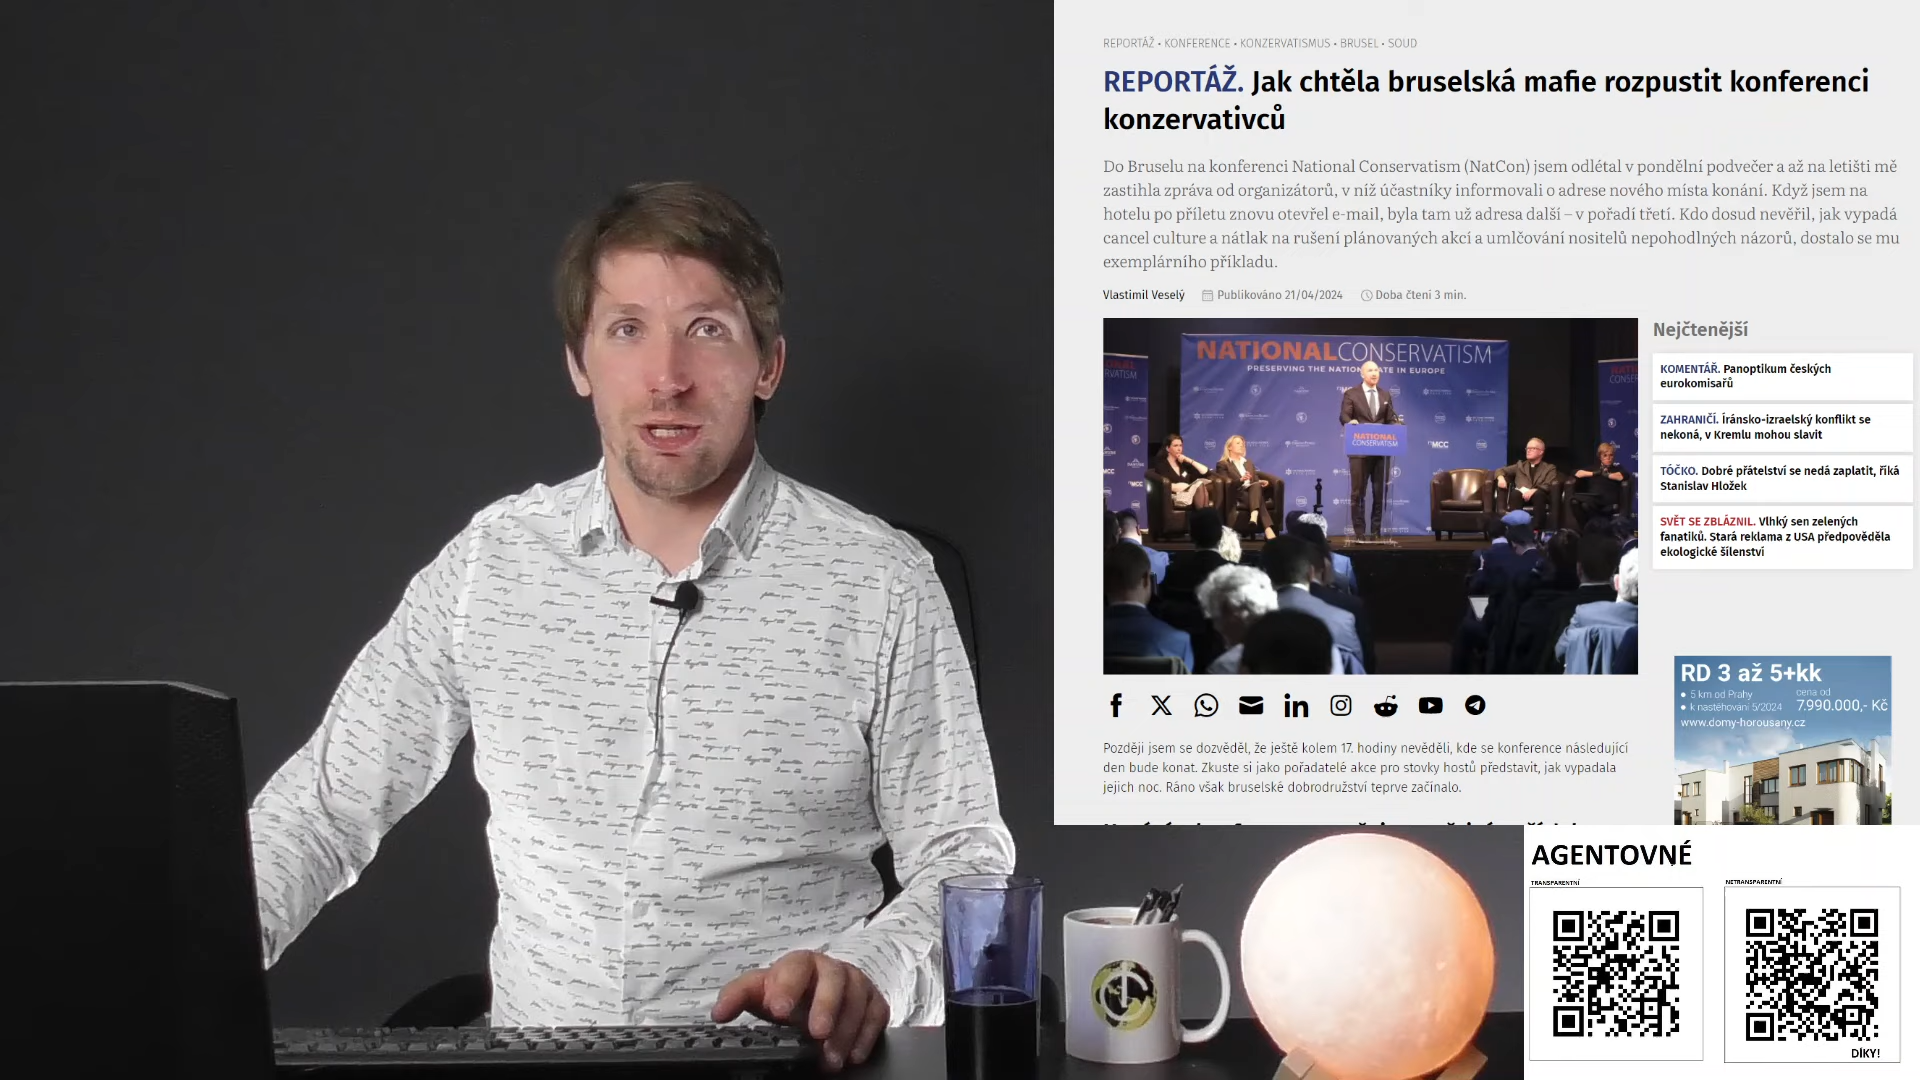 REPORTÁŽ • KONFERENCE • KONZERVATISMUS • BRUSEL • SOUD
REPORTÁŽ. Jak chtěla bruselská mafie rozpustit konferenci
konzervativců
Do Bruselu na konferenci National Conservatism (NatCon) jsem odlétal v pondělní podvečer a až na letišti mě
zastihla zpráva od organizátorů, v níž účastníky informovali o adrese nového místa konání. Když jsem na
hotelu po příletu znovu otevřel e-mail, byla tam už adresa další – v pořadí třetí. Kdo dosud nevěřil, jak vypadá
cancel culture a nátlak na rušení plánovaných akcí a umlčování nositelů nepohodlných názorů, dostalo se mu
exemplárního příkladu.
Vlastimil Veselý Publikováno 21/04/2024 Doba čtení 3 min.
NATIONALCONSERVATISM
PRESERVING THE NATION STATE IN EUROPE
NATIONAL
CONSERVATISM
MCC
Nejčtenější
KOMENTÁŘ. Panoptikum českých
eurokomisařů
ZAHRANIČÍ. Íránsko-izraelský konflikt se
nekoná, v Kremlu mohou slavit
TÓČKO. Dobré přátelství se nedá zaplatit, říká
Stanislav Hložek
SVĚT SE ZBLÁZNIL. Vlhký sen zelených
fanatiků. Stará reklama z USA předpověděla
ekologické šílenství
RD 3 až 5+kk
• 5 km od Prahy
• k nastěhování 5/2024
cena od
7.990.000,- Kč
www.domy-horousany.cz
Později jsem se dozvěděl, že ještě kolem 17. hodiny nevěděli, kde se konference následující
den bude konat. Zkuste si jako pořadatelé akce pro stovky hostů představit, jak vypadala
jejich noc. Ráno však bruselské dobrodružství teprve začínalo.
AGENTOVNÉ
TRANSPARENTNÍ
NETRANSPARENTNÍ
DÍKY!